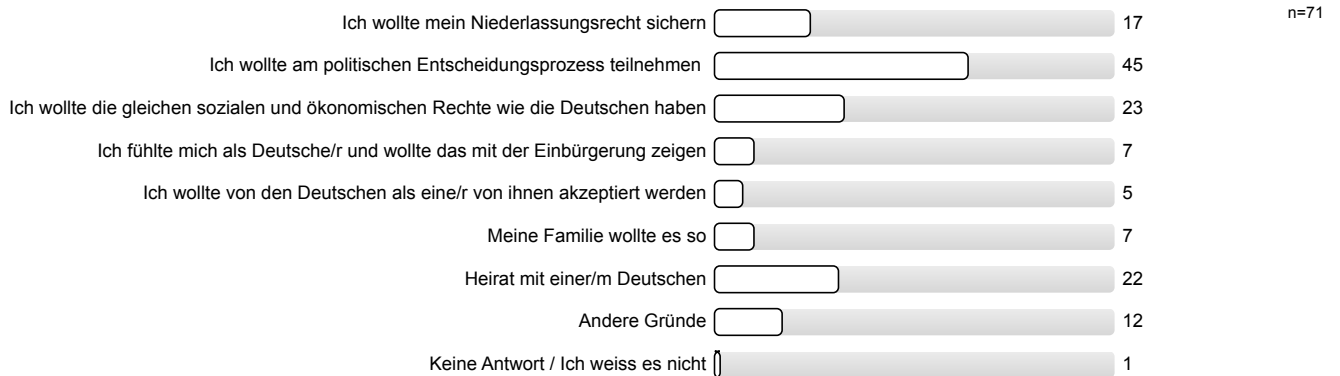 Ich wollte mein Niederlassungsrecht sichern 17 n=71
Ich wollte am politischen Entscheidungsprozess teilnehmen 45
Ich wollte die gleichen sozialen und ökonomischen Rechte wie die Deutschen haben 23
Ich fühlte mich als Deutsche/r und wollte das mit der Einbürgerung zeigen 7
Ich wollte von den Deutschen als eine/r von ihnen akzeptiert werden 5
Meine Familie wollte es so 7
Heirat mit einer/m Deutschen 22
Andere Gründe 12
Keine Antwort / Ich weiss es nicht 1